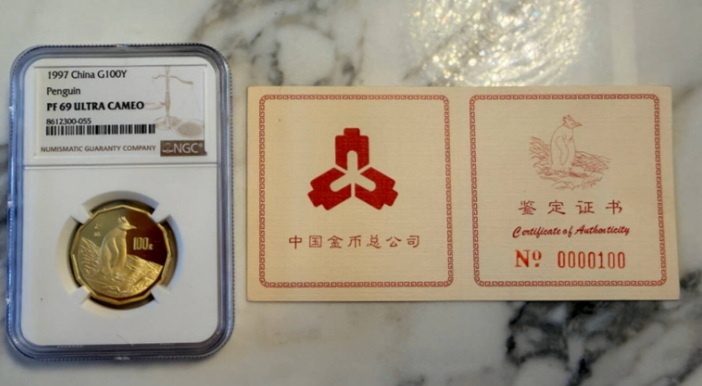 1997 China G100Y
Penguin
PF 69 ULTRA CAMEO
8612300-055
NUMISMATIC GUARANTY COMPANY
NGC
100元
中国金币总公司
鉴定证书
Certificate of Authenticity
Nº 0000100